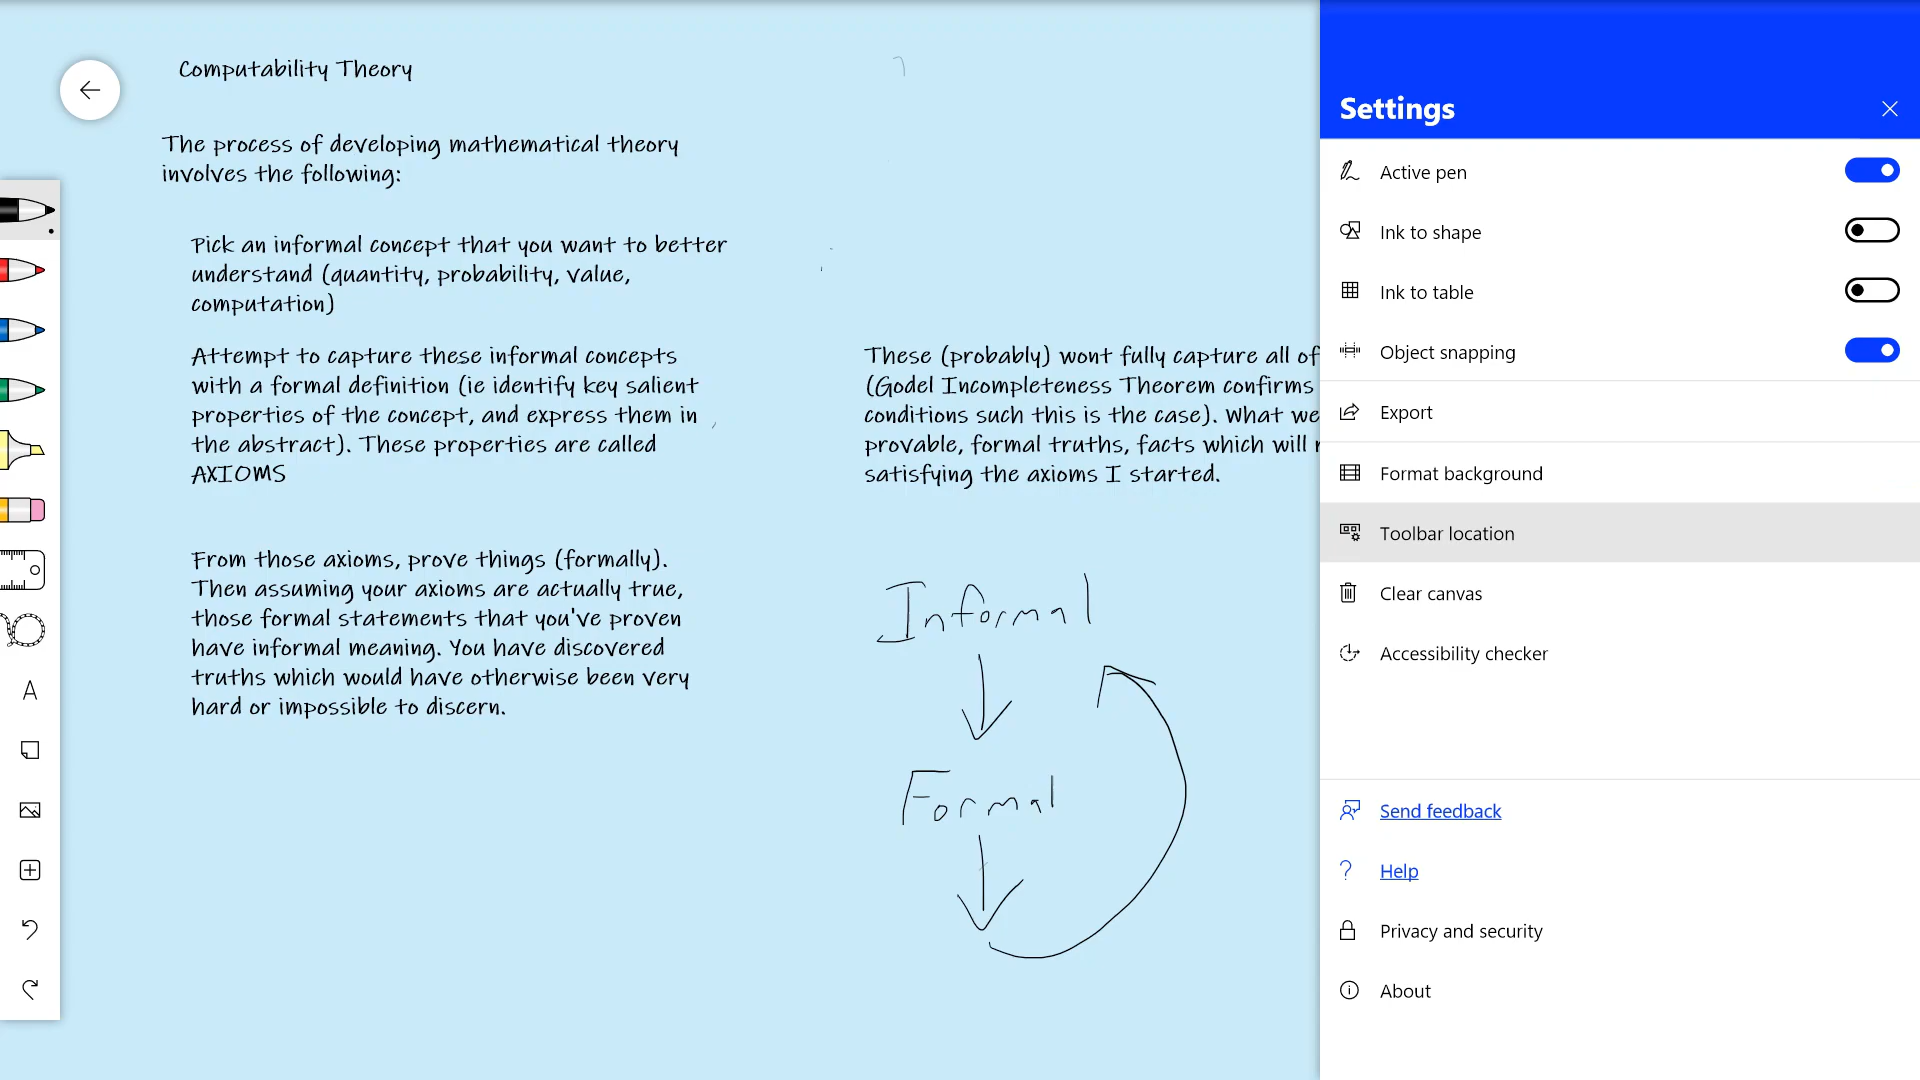 Computability Theory
The process of developing mathematical theory
involves the following:
Pick an informal concept that you want to better
understand (quantity, probability, value,
computation)
Attempt to capture these informal concepts
with a formal definition (ie identify key salient
properties of the concept, and express them in
the abstract). These properties are called
AXIOMS
From those axioms, prove things (formally).
Then assuming your axioms are actually true,
those formal statements that you've proven
have informal meaning. You have discovered
truths which would have otherwise been very
hard or impossible to discern.
These (probably) wont fully capture all of
(Godel Incompleteness Theorem confirms
conditions such this is the case). What we
provable, formal truths, facts which will
satisfying the axioms I started.
Informal
Formal
Settings
Active pen
Ink to shape
Ink to table
Object snapping
Export
Format background
Toolbar location
Clear canvas
Accessibility checker
Send feedback
Help
Privacy and security
About